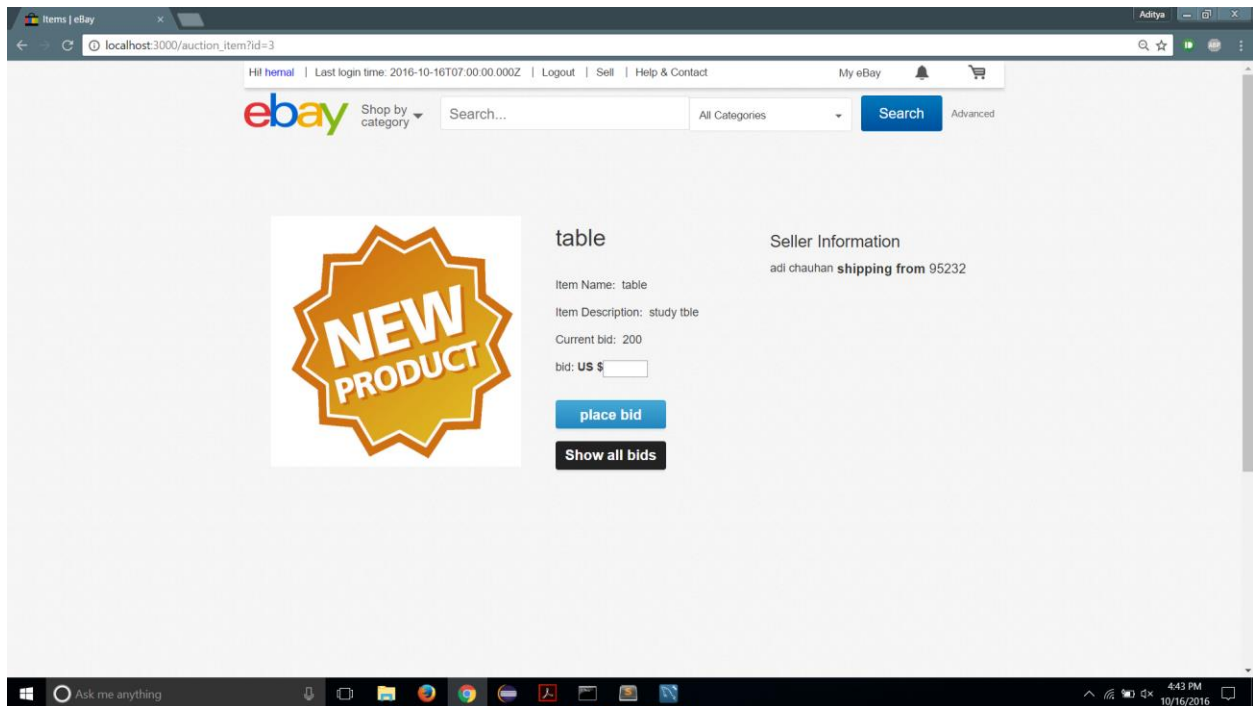 Items | eBay
Aditya
localhost:3000/auction_item?id=3
Hi! hemal | Last login time: 2016-10-16T07:00:00.000Z | Logout | Sell | Help & Contact My eBay
ebay Shop by category Search... All Categories Search Advanced
NEW
PRODUCT
table
Item Name: table
Item Description: study tble
Current bid: 200
bid: US $
place bid
Show all bids
Seller Information
adi chauhan shipping from 95232
Ask me anything
4:43 PM
10/16/2016